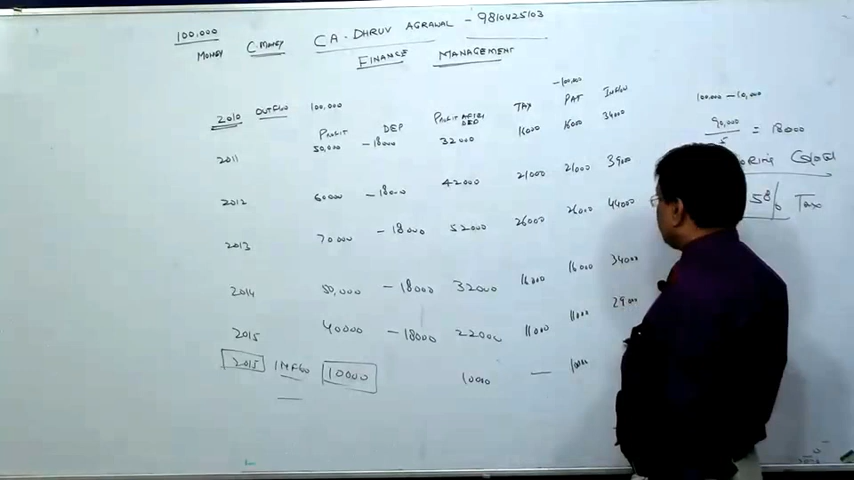 100,000
MONEY C.MONEY CA. DHRUV AGRAWAL - 9810425103
FINANCE MANAGEMENT
2010 OUTFLOW 100,000 -100,000
PROFIT DEP PROFIT AFTER DEP TAX PAT INFLOW
2011 50,000 -18000 32000 16000 16000 34000
2012 60000 -18000 42000 21000 21000 39000
2013 70000 -18000 52000 26000 26000 44000
2014 50,000 -18000 32000 16000 16000 34000
2015 40000 -18000 22000 11000 11000 29000
2015 INFLOW 10000 10000 — 10000
100,000 - 10,000
90,000
5 = 18000
Tax